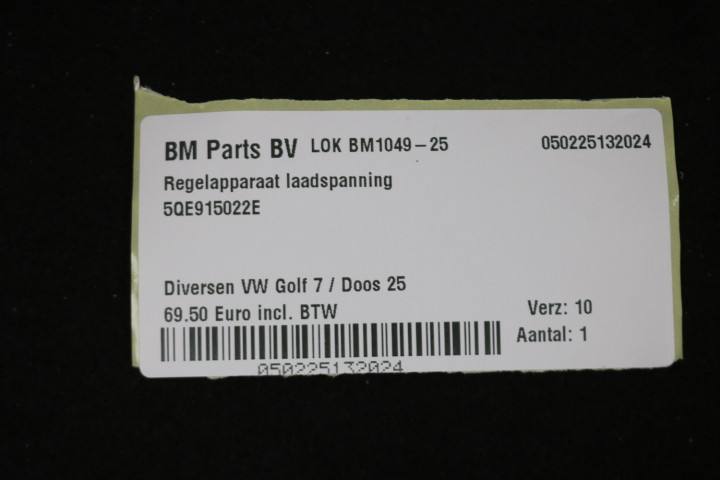 BM Parts BV LOK BM1049-25 050225132024
Regelapparaat laadspanning
5QE915022E
Diversen VW Golf 7 / Doos 25
69.50 Euro incl. BTW Verz: 10
Aantal: 1
050225132024